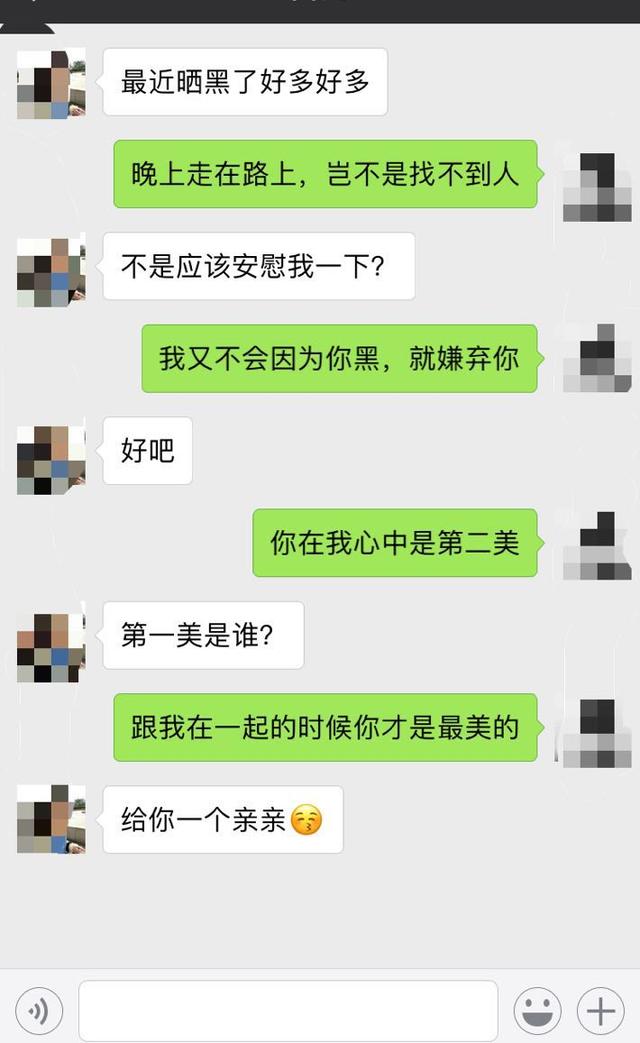 最近晒黑了好多好多
晚上走在路上，岂不是找不到人
不是应该安慰我一下？
我又不会因为你黑，就嫌弃你
好吧
你在我心中是第二美
第一美是谁？
跟我在一起的时候你才是最美的
给你一个亲亲😚